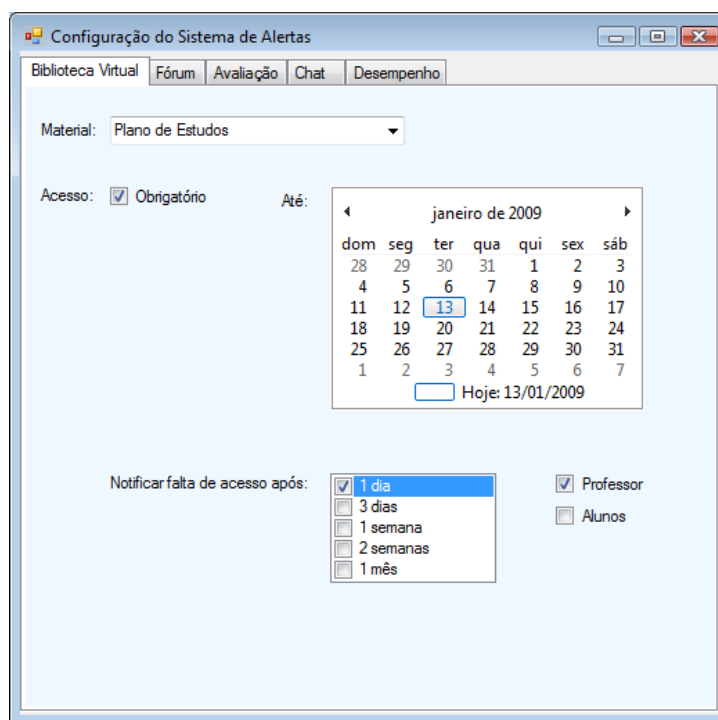 Configuração do Sistema de Alertas
Biblioteca Virtual Fórum Avaliação Chat Desempenho
Material: Plano de Estudos
Acesso: Obrigatório Até:
janeiro de 2009
dom seg ter qua qui sex sáb
28 29 30 31 1 2 3
4 5 6 7 8 9 10
11 12 13 14 15 16 17
18 19 20 21 22 23 24
25 26 27 28 29 30 31
1 2 3 4 5 6 7
Hoje: 13/01/2009
Notificar falta de acesso após: 1 dia Professor
3 dias Alunos
1 semana
2 semanas
1 mês